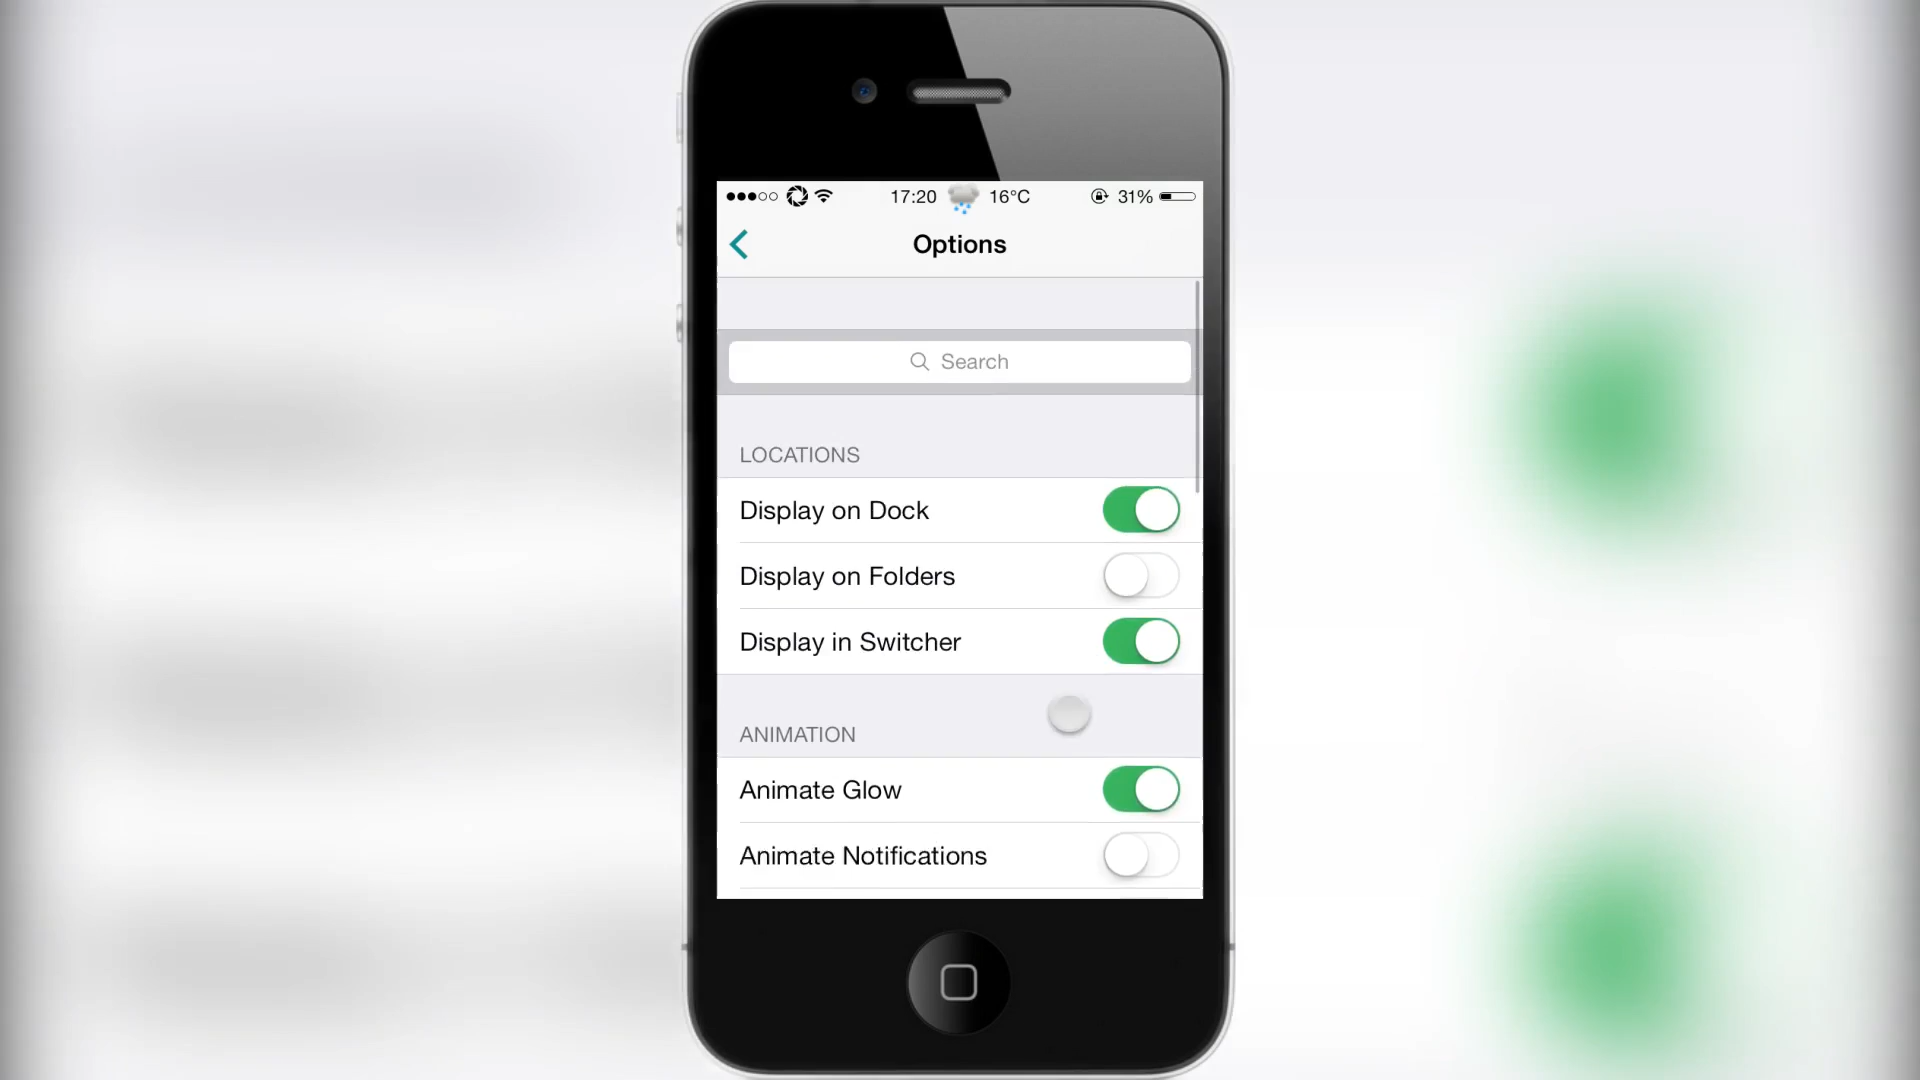 17:20 16°C 31%
Options
Search
LOCATIONS
Display on Dock
Display on Folders
Display in Switcher
ANIMATION
Animate Glow
Animate Notifications